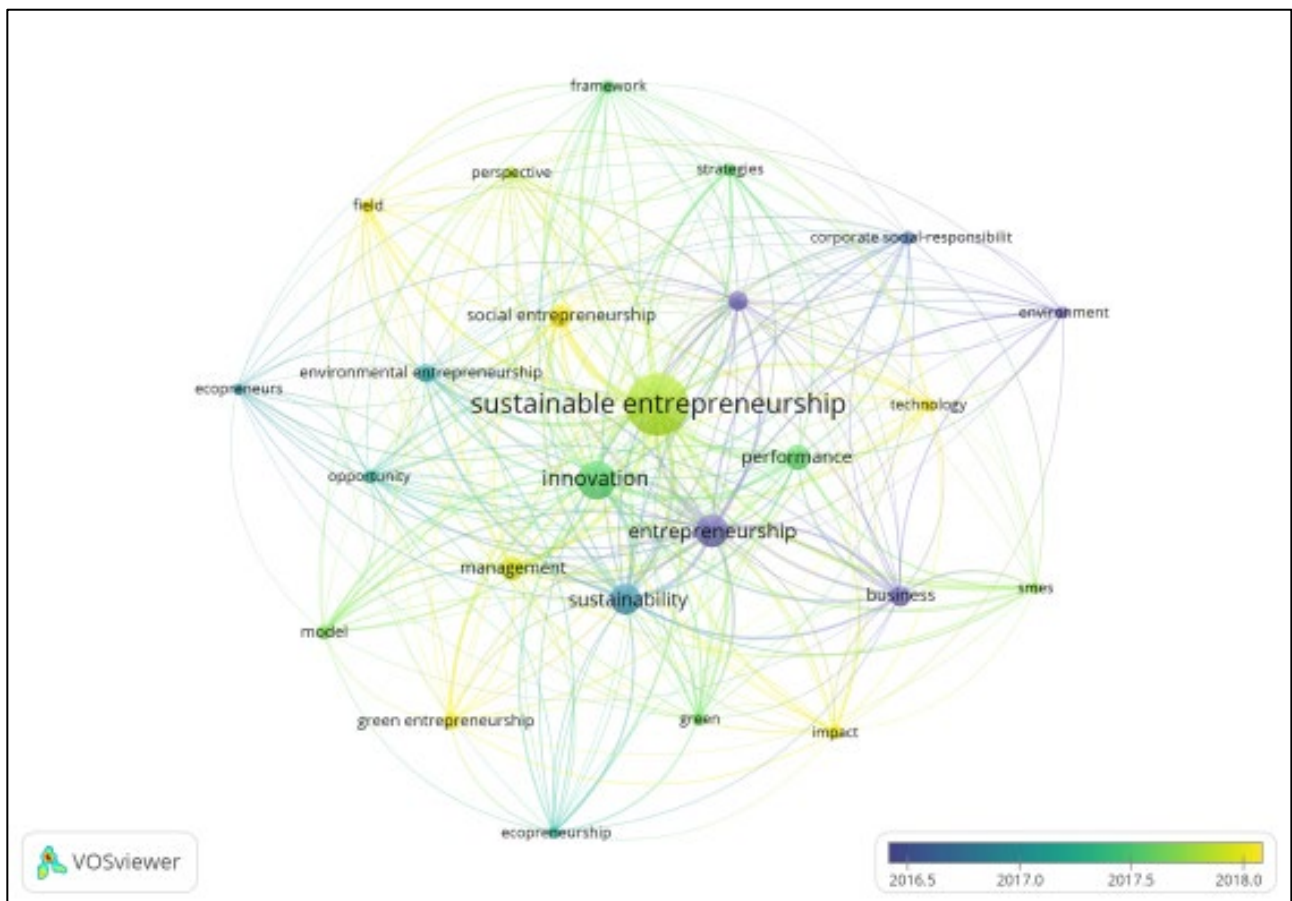 framework
perspective
strategies
field
corporate social-responsibilit
environment
social entrepreneurship
environmental entrepreneurship
ecopreneurs
sustainable entrepreneurship
technology
performance
opportunity
innovation
entrepreneurship
management
sustainability
business
smes
model
green entrepreneurship
green
impact
ecopreneurship
VOSviewer
2016.5 2017.0 2017.5 2018.0